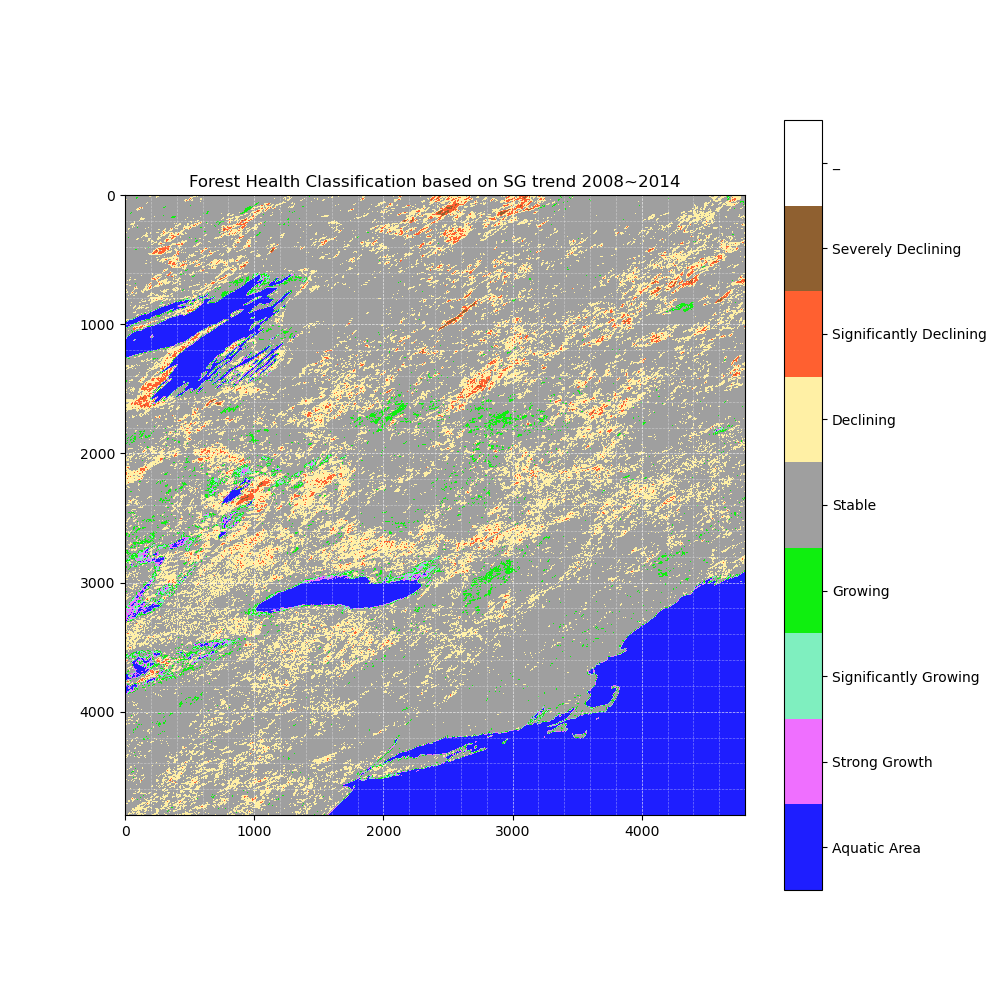 Forest Health Classification based on SG trend 2008~2014
0
1000
2000
3000
4000
0
1000
2000
3000
4000
–
Severely Declining
Significantly Declining
Declining
Stable
Growing
Significantly Growing
Strong Growth
Aquatic Area